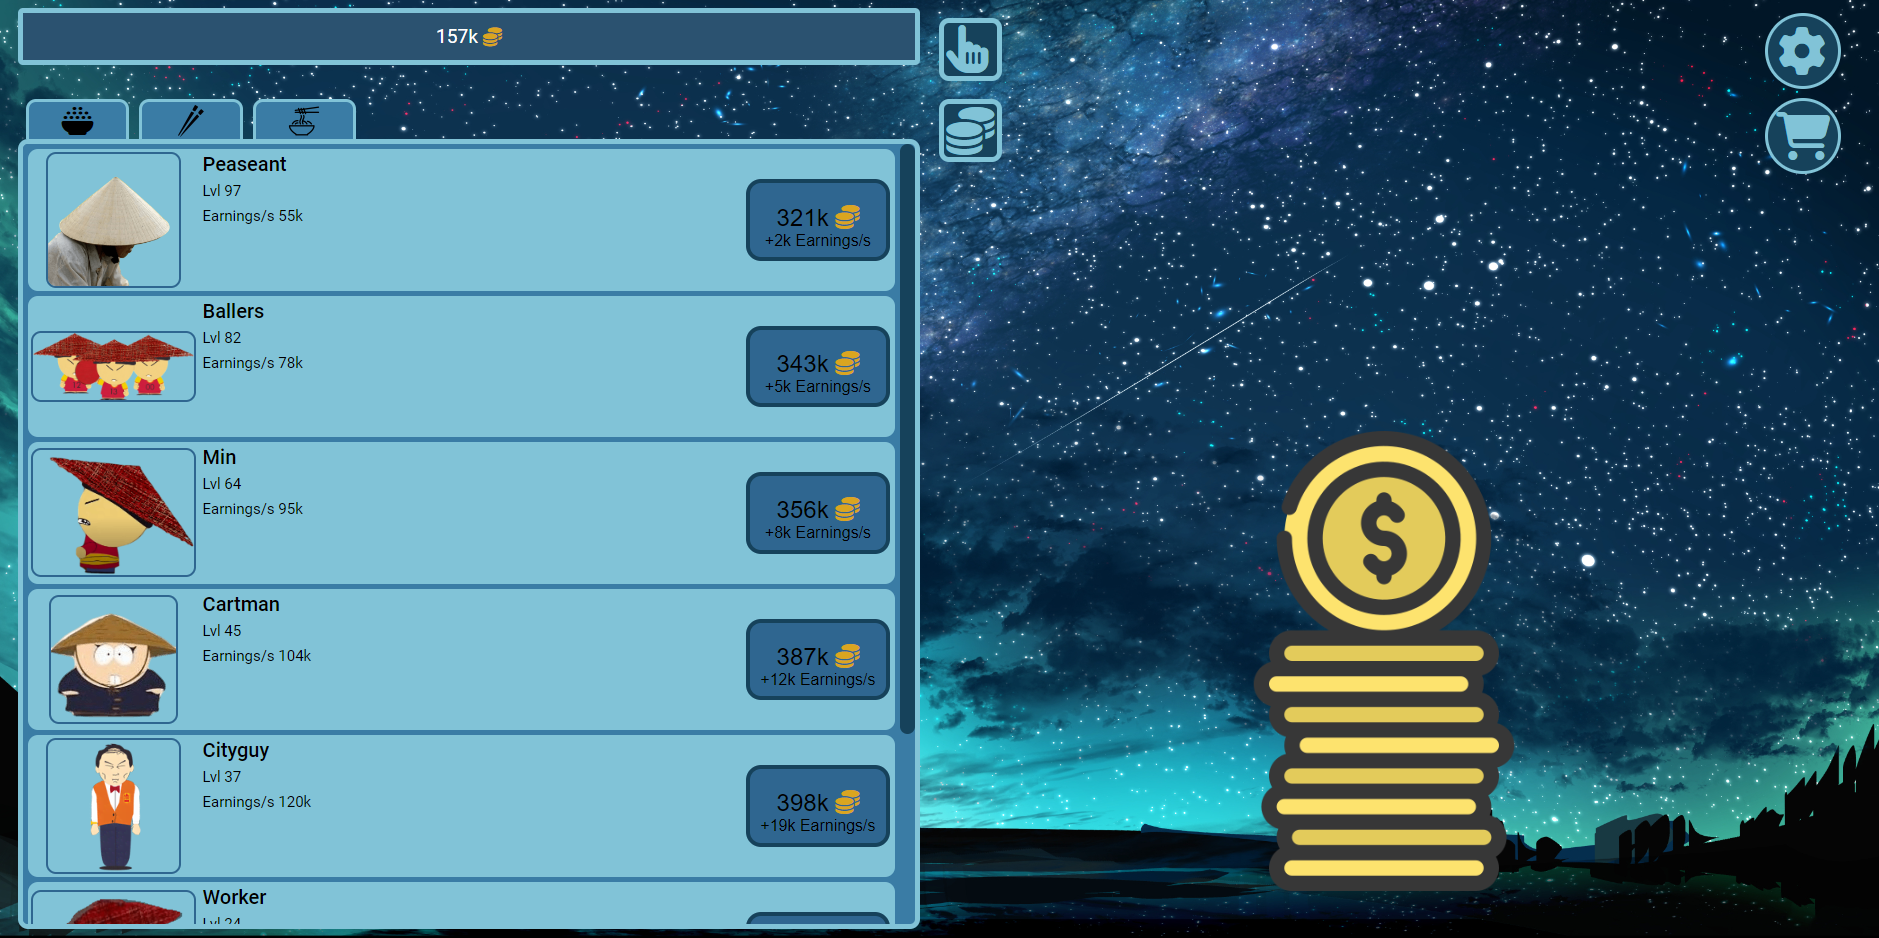 157k
Peaseant
Lvl 97
Earnings/s 55k
321k
+2k Earnings/s
Ballers
Lvl 82
Earnings/s 78k
343k
+5k Earnings/s
Min
Lvl 64
Earnings/s 95k
356k
+8k Earnings/s
Cartman
Lvl 45
Earnings/s 104k
387k
+12k Earnings/s
Cityguy
Lvl 37
Earnings/s 120k
398k
+19k Earnings/s
Worker
Lvl 24
$